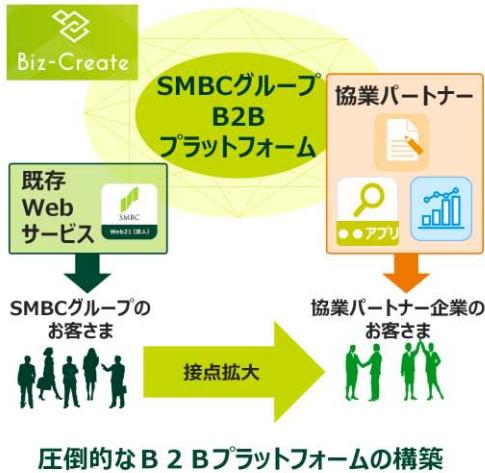 Biz-Create
SMBCグループ
B2B
プラットフォーム
協業パートナー
●●アプリ
既存
Web
サービス
SMBC
Web21（法人）
SMBCグループの
お客さま
協業パートナー企業の
お客さま
接点拡大
圧倒的なＢ２Ｂプラットフォームの構築